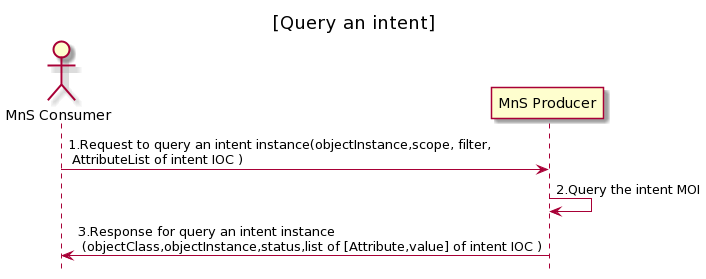 [Query an intent]
MnS Consumer
MnS Producer
1.Request to query an intent instance(objectInstance,scope, filter,
AttributeList of intent IOC )
2.Query the intent MOI
3.Response for query an intent instance
(objectClass,objectInstance,status,list of [Attribute,value] of intent IOC )